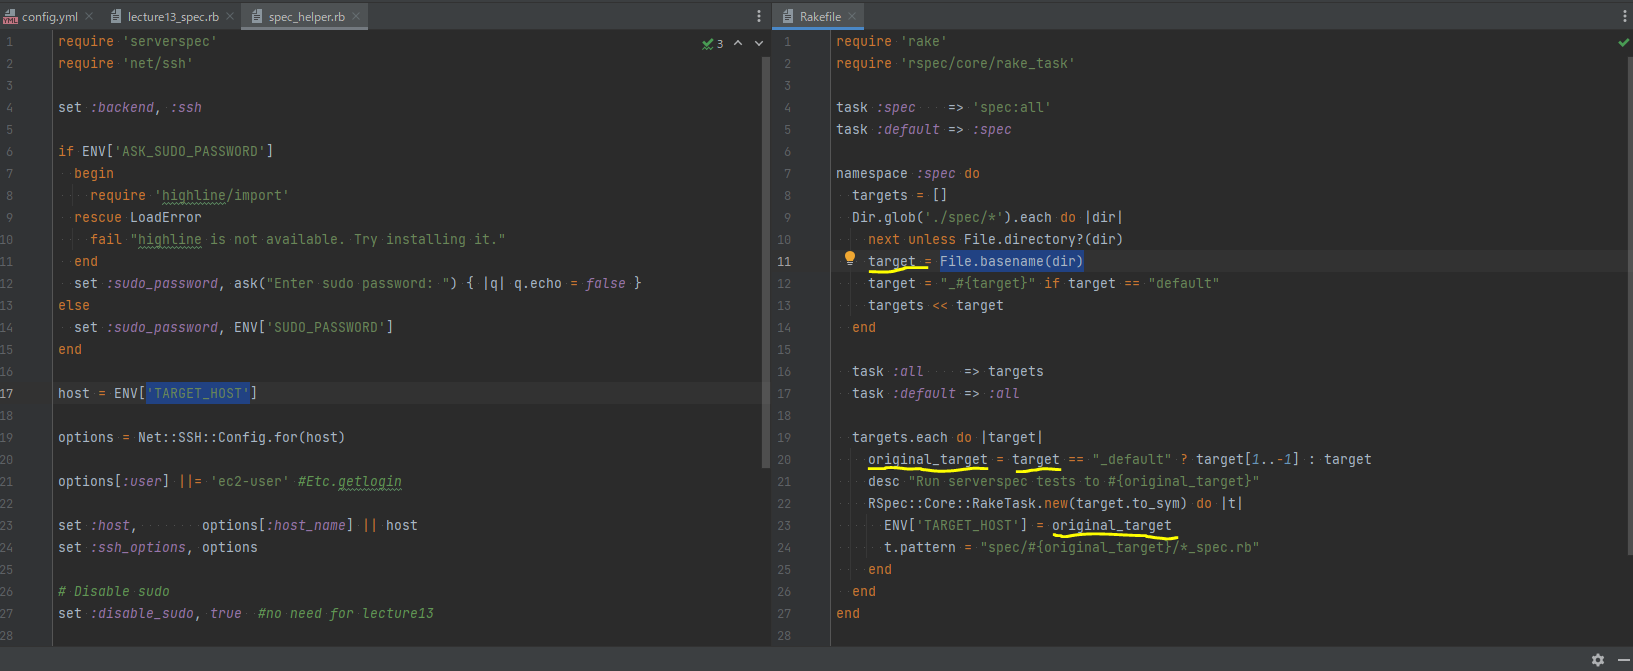 config.yml
lecture13_spec.rb
spec_helper.rb
Rakefile
1 require 'serverspec'
2 require 'net/ssh'
3
4 set :backend, :ssh
5
6 if ENV['ASK_SUDO_PASSWORD']
7 begin
8 require 'highline/import'
9 rescue LoadError
10 fail "highline is not available. Try installing it."
11 end
12 set :sudo_password, ask("Enter sudo password: ") { |q| q.echo = false }
13 else
14 set :sudo_password, ENV['SUDO_PASSWORD']
15 end
16
17 host = ENV['TARGET_HOST']
18
19 options = Net::SSH::Config.for(host)
20
21 options[:user] ||= 'ec2-user' #Etc.getlogin
22
23 set :host,        options[:host_name] || host
24 set :ssh_options, options
25
26 # Disable sudo
27 set :disable_sudo, true  #no need for lecture13
28
3
1 require 'rake'
2 require 'rspec/core/rake_task'
3
4 task :spec    => 'spec:all'
5 task :default => :spec
6
7 namespace :spec do
8 targets = []
9 Dir.glob('./spec/*').each do |dir|
10 next unless File.directory?(dir)
11 target = File.basename(dir)
12 target = "_#{target}" if target == "default"
13 targets << target
14 end
15
16 task :all     => targets
17 task :default => :all
18
19 targets.each do |target|
20 original_target = target == "_default" ? target[1..-1] : target
21 desc "Run serverspec tests to #{original_target}"
22 RSpec::Core::RakeTask.new(target.to_sym) do |t|
23 ENV['TARGET_HOST'] = original_target
24 t.pattern = "spec/#{original_target}/*_spec.rb"
25 end
26 end
27 end
28